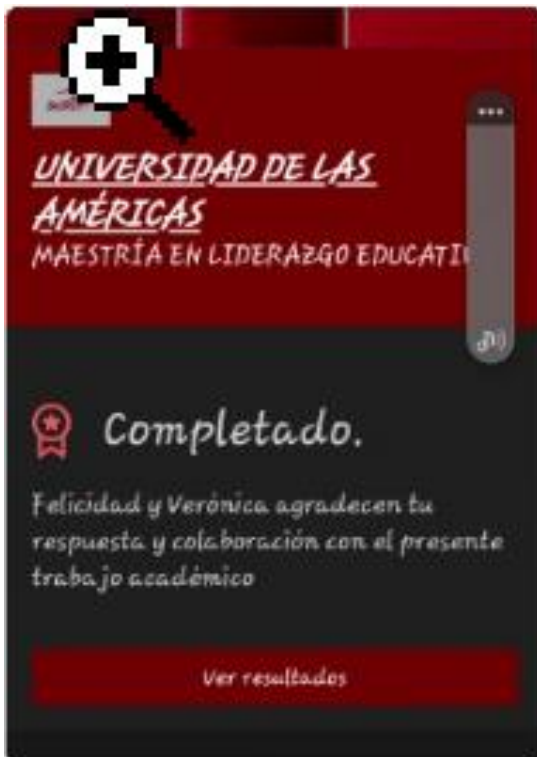 UNIVERSIDAD DE LAS
AMÉRICAS
MAESTRÍA EN LIDERAZGO EDUCATI
Completado.
Felicidad y Verónica agradecen tu
respuesta y colaboración con el presente
trabajo académico
Ver resultados